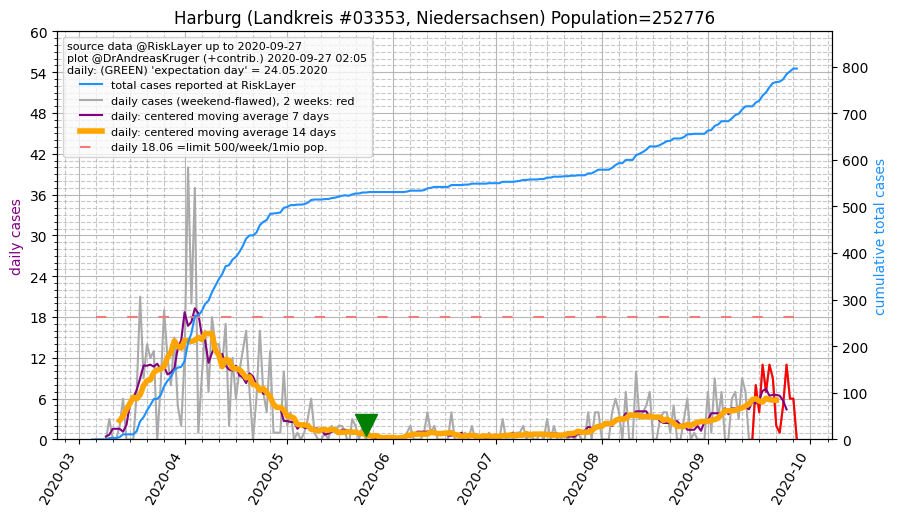 Harburg (Landkreis #03353, Niedersachsen) Population=252776
source data @RiskLayer up to 2020-09-27
plot @DrAndreasKruger (+contrib.) 2020-09-27 02:05
daily: (GREEN) 'expectation day' = 24.05.2020
total cases reported at RiskLayer
daily cases (weekend-flawed), 2 weeks: red
daily: centered moving average 7 days
daily: centered moving average 14 days
daily 18.06 =limit 500/week/1mio pop.
daily cases
60
54
48
42
36
30
24
18
12
6
0
cumulative total cases
800
700
600
500
400
300
200
100
0
2020-03
2020-04
2020-05
2020-06
2020-07
2020-08
2020-09
2020-10